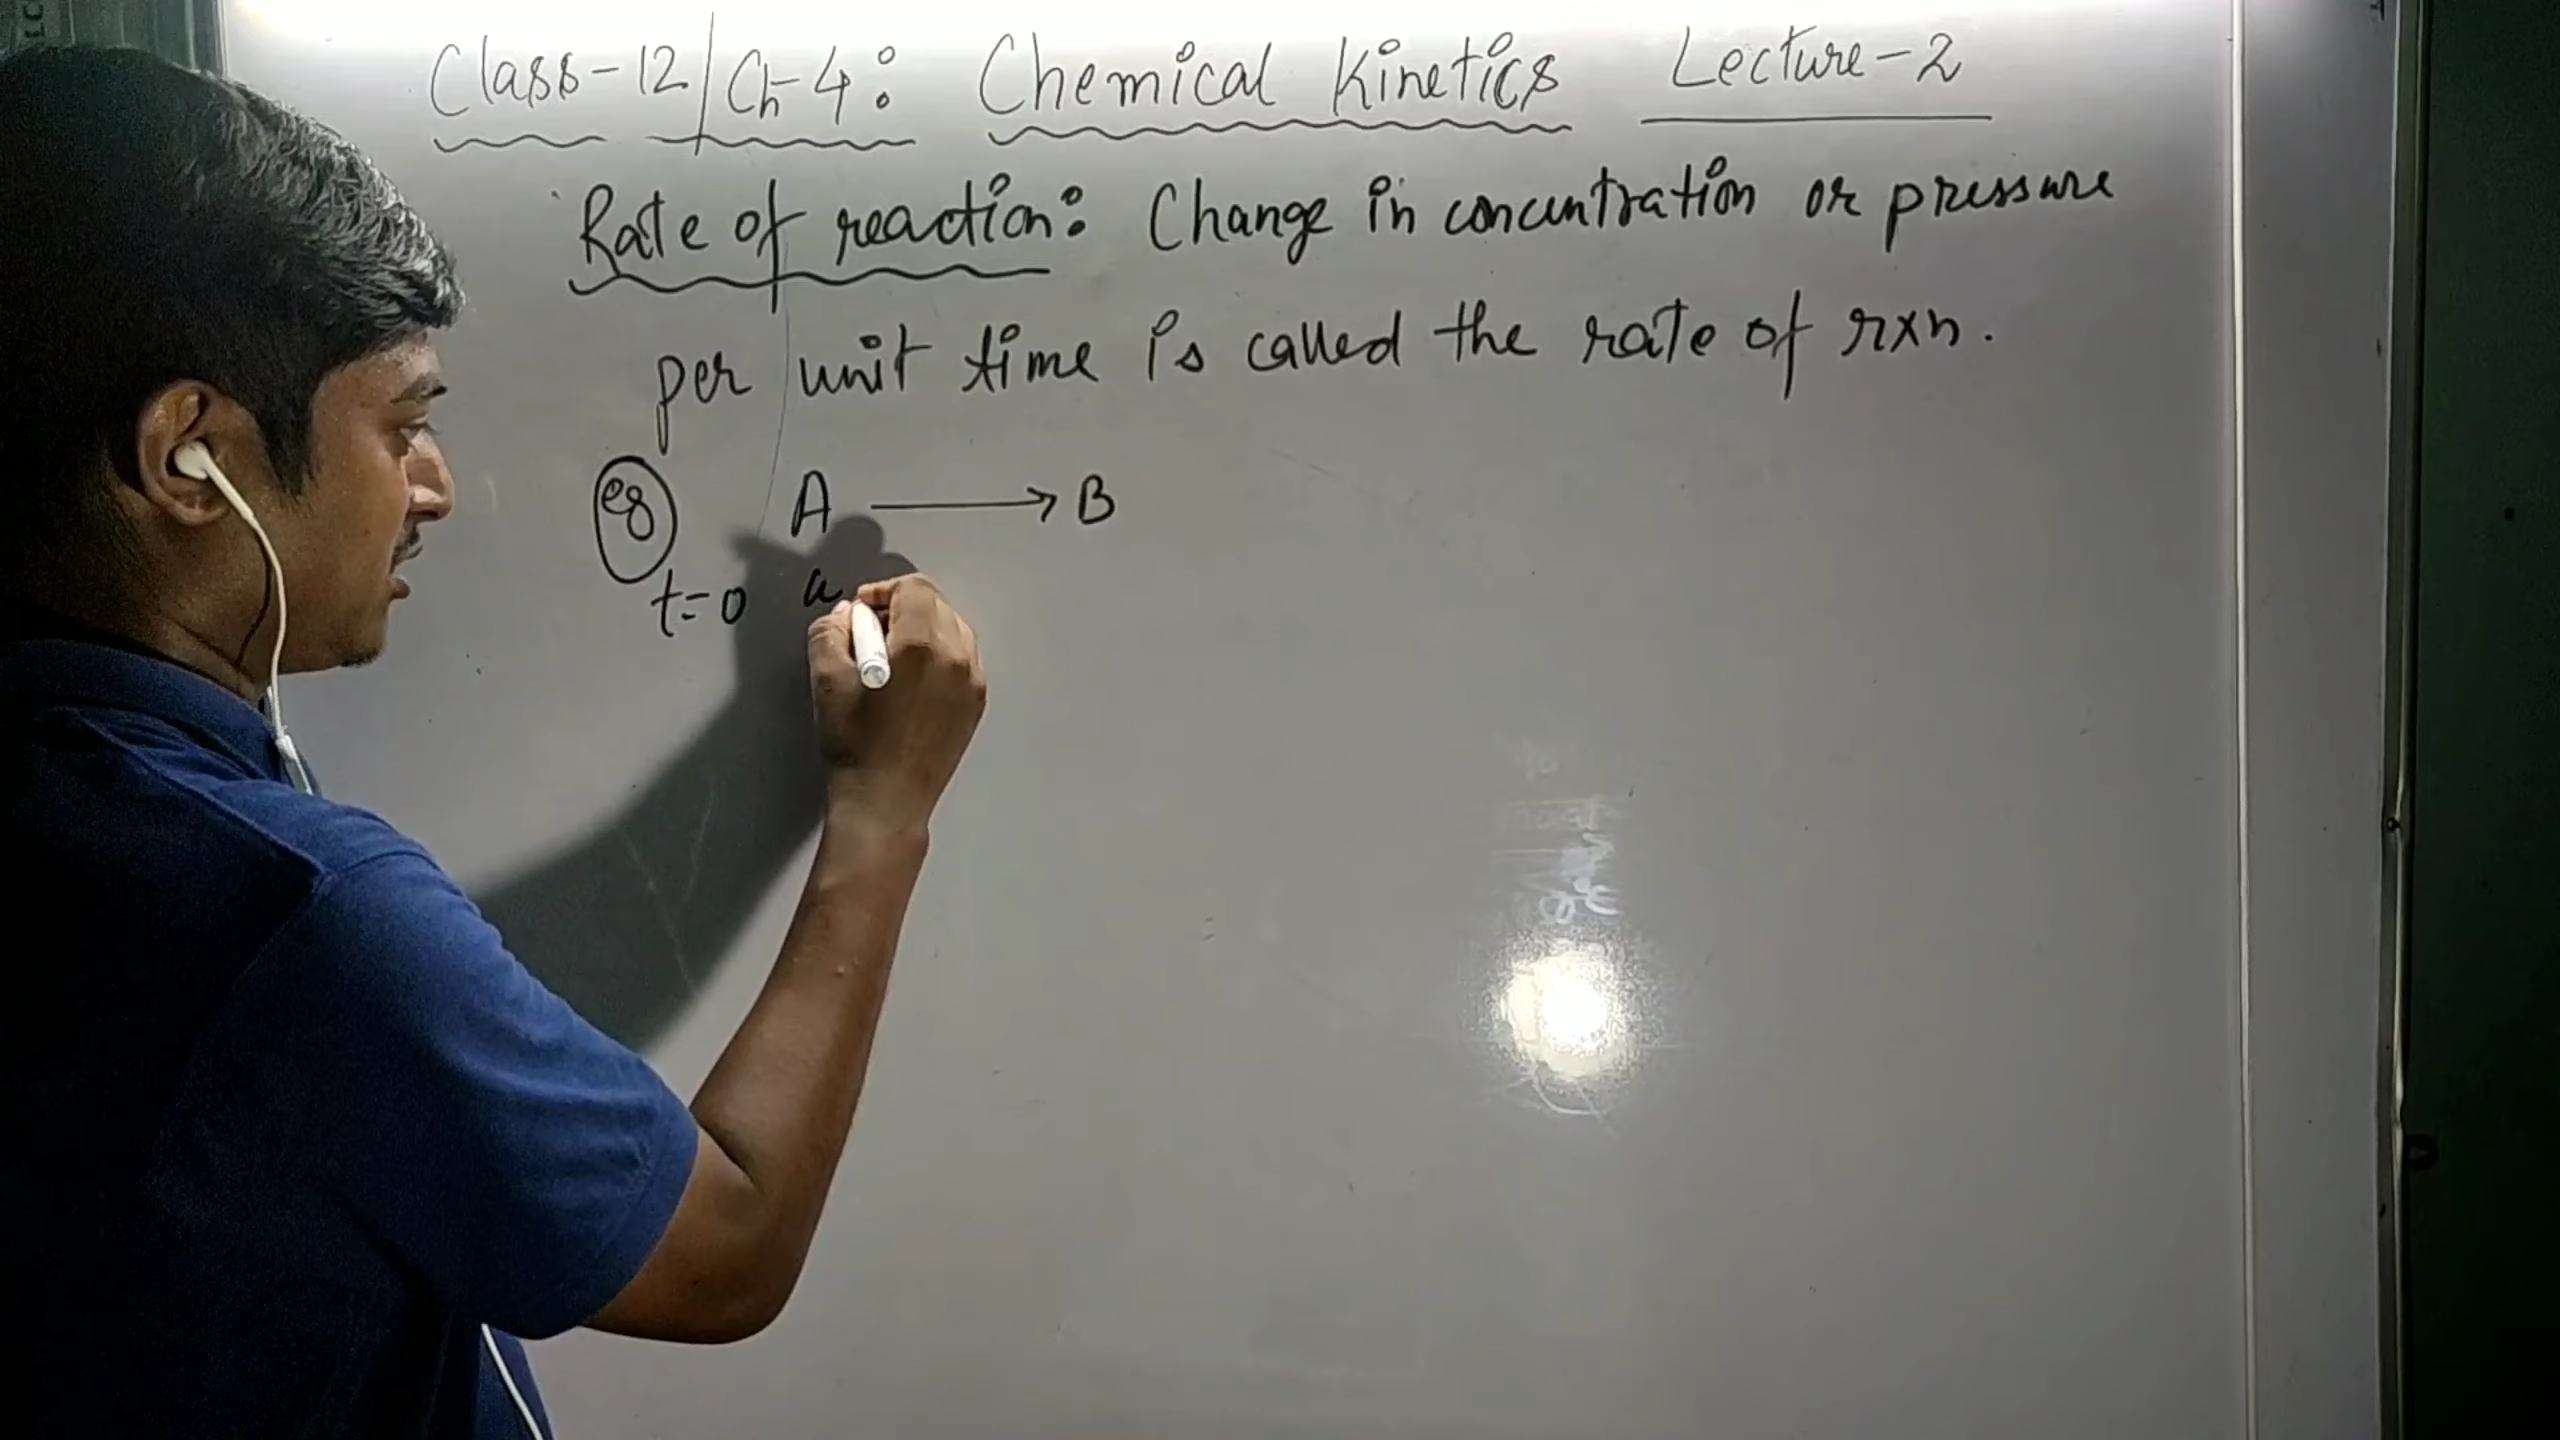 Class-12/Ch-4: Chemical Kinetics Lecture-2
Rate of reaction: Change in concentration or pressure
per unit time is called the rate of rxn.
eg A → B
t=0 a